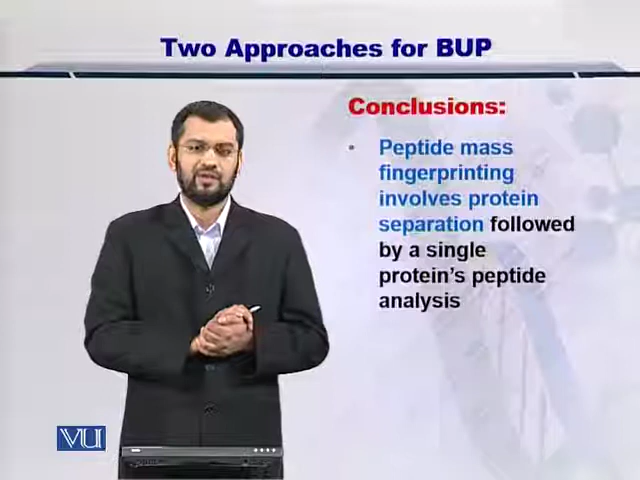 Two Approaches for BUP
Conclusions:
• Peptide mass
fingerprinting
involves protein
separation followed
by a single
protein's peptide
analysis
VU